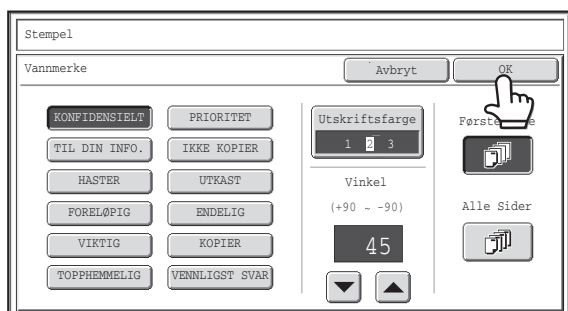 Stempel
Vannmerke
Avbryt
OK
KONFIDENSIELT
PRIORITET
TIL DIN INFO.
IKKE KOPIER
HASTER
UTKAST
FORELØPIG
ENDELIG
VIKTIG
KOPIER
TOPPHEMMELIG
VENNLIGST SVAR
Utskriftsfarge
1 2 3
Vinkel
(+90 ~ -90)
45
Alle Sider